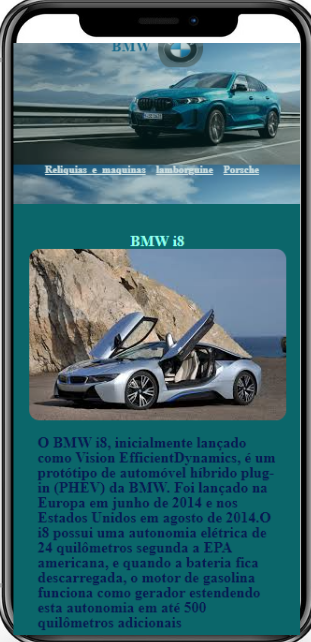 BMW
Reliquias e maquinas lamborguine Porsche
BMW i8
O BMW i8, inicialmente lançado
como Vision EfficientDynamics, é um
protótipo de automóvel híbrido plug-
in (PHEV) da BMW. Foi lançado na
Europa em junho de 2014 e nos
Estados Unidos em agosto de 2014.O
i8 possui uma autonomia elétrica de
24 quilômetros segunda a EPA
americana, e quando a bateria fica
descarregada, o motor de gasolina
funciona como gerador estendendo
esta autonomia em até 500
quilômetros adicionais